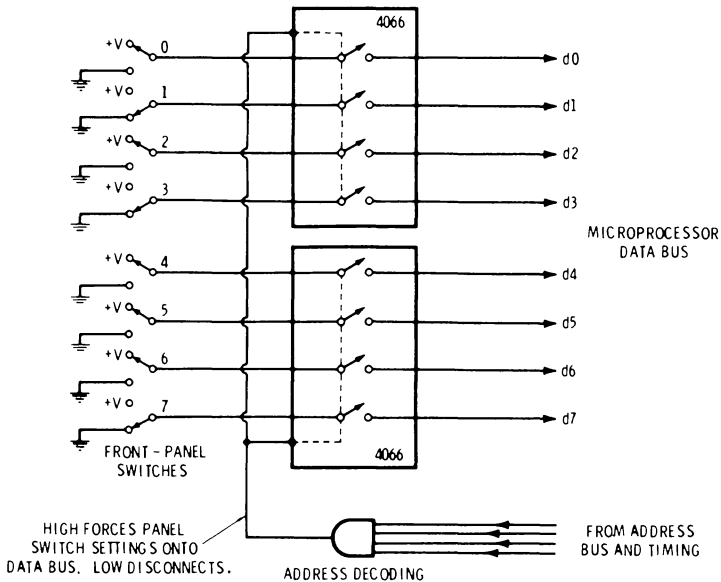 4066
+V 0
d0
+V 1
d1
+V 2
d2
+V 3
d3
MICROPROCESSOR
DATA BUS
+V 4
d4
+V 5
d5
+V 6
d6
+V 7
d7
FRONT-PANEL
SWITCHES
4066
HIGH FORCES PANEL
SWITCH SETTINGS ONTO
DATA BUS. LOW DISCONNECTS.
ADDRESS DECODING
FROM ADDRESS
BUS AND TIMING